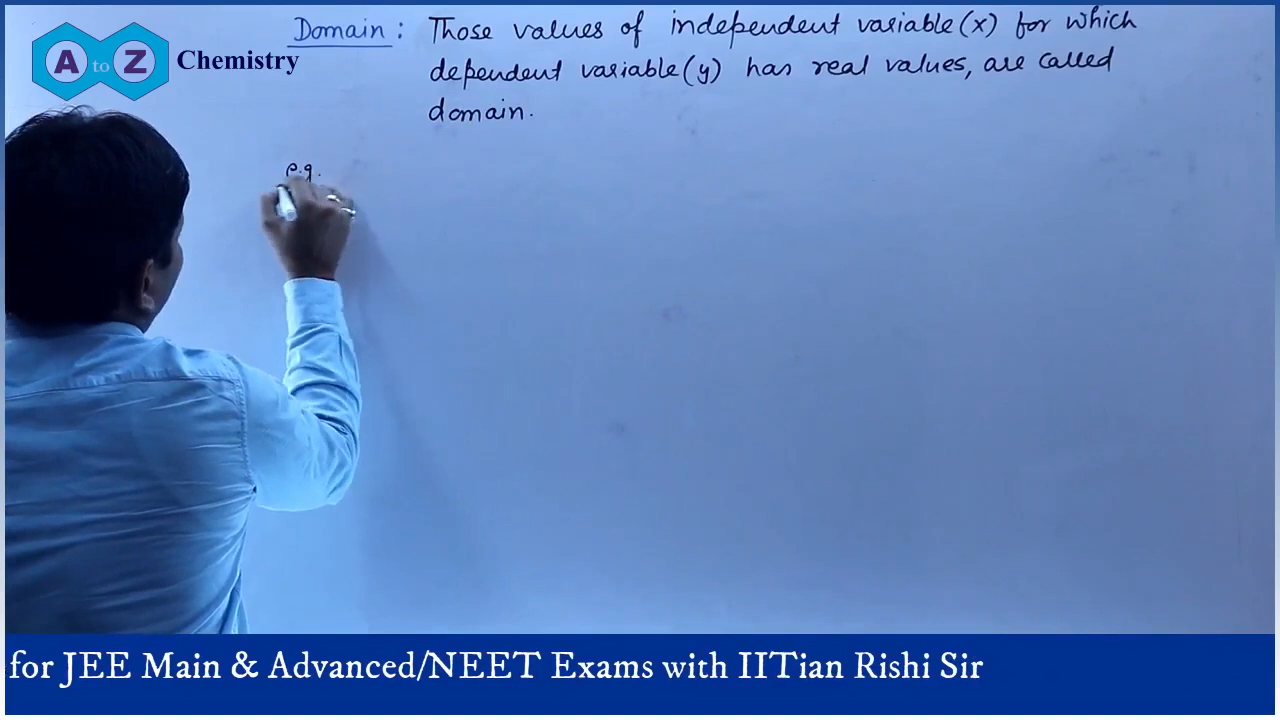 A to Z Chemistry
Domain : Those values of independent variable (x) for which
dependent variable (y) has real values, are called
domain.
e.g.
for JEE Main & Advanced/NEET Exams with IITian Rishi Sir